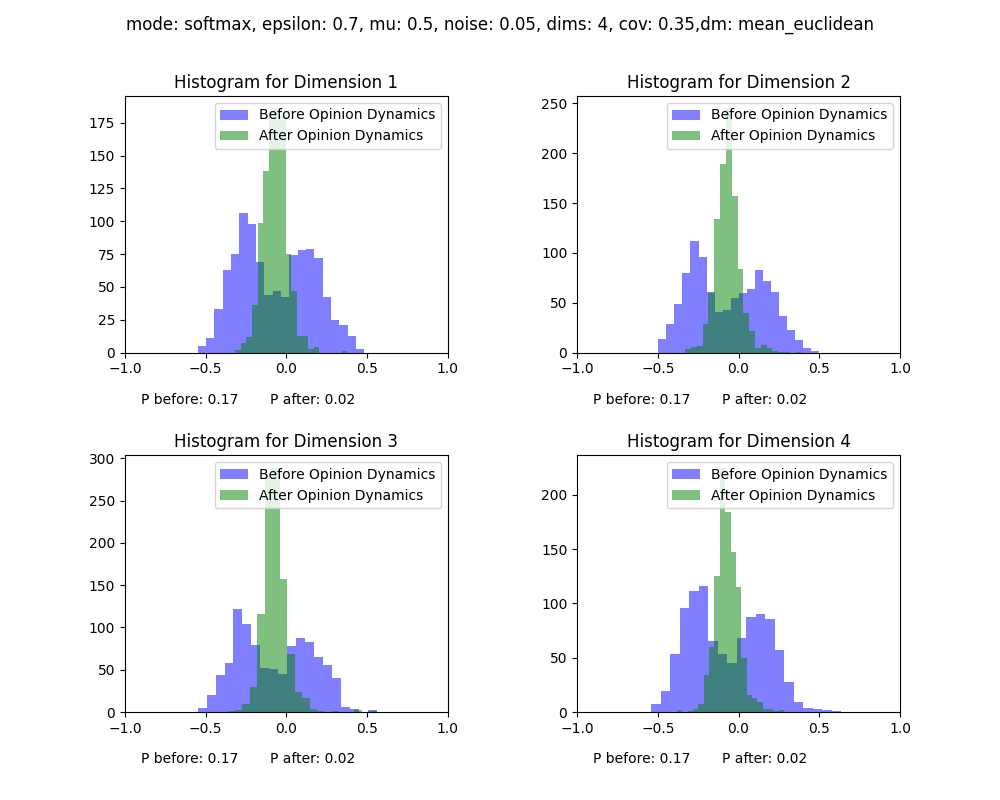 mode: softmax, epsilon: 0.7, mu: 0.5, noise: 0.05, dims: 4, cov: 0.35,dm: mean_euclidean
Histogram for Dimension 1
Before Opinion Dynamics
After Opinion Dynamics
175
150
125
100
75
50
25
0
−1.0 −0.5 0.0 0.5 1.0
P before: 0.17 P after: 0.02
Histogram for Dimension 2
Before Opinion Dynamics
After Opinion Dynamics
250
200
150
100
50
0
−1.0 −0.5 0.0 0.5 1.0
P before: 0.17 P after: 0.02
Histogram for Dimension 3
Before Opinion Dynamics
After Opinion Dynamics
300
250
200
150
100
50
0
−1.0 −0.5 0.0 0.5 1.0
P before: 0.17 P after: 0.02
Histogram for Dimension 4
Before Opinion Dynamics
After Opinion Dynamics
200
150
100
50
0
−1.0 −0.5 0.0 0.5 1.0
P before: 0.17 P after: 0.02